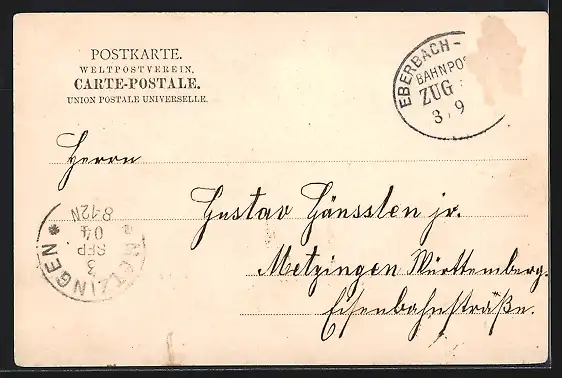 POSTKARTE.
WELTPOSTVEREIN.
CARTE-POSTALE.
UNION POSTALE UNIVERSELLE.
EBERBACH-
BAHNPOS
ZUG
3. 9
Herrn
Gustav Gänsslen jr.
Metzingen Württemberg.
Eisenbahnstraße.
* METZINGEN *
3
SEP
04
8-12N